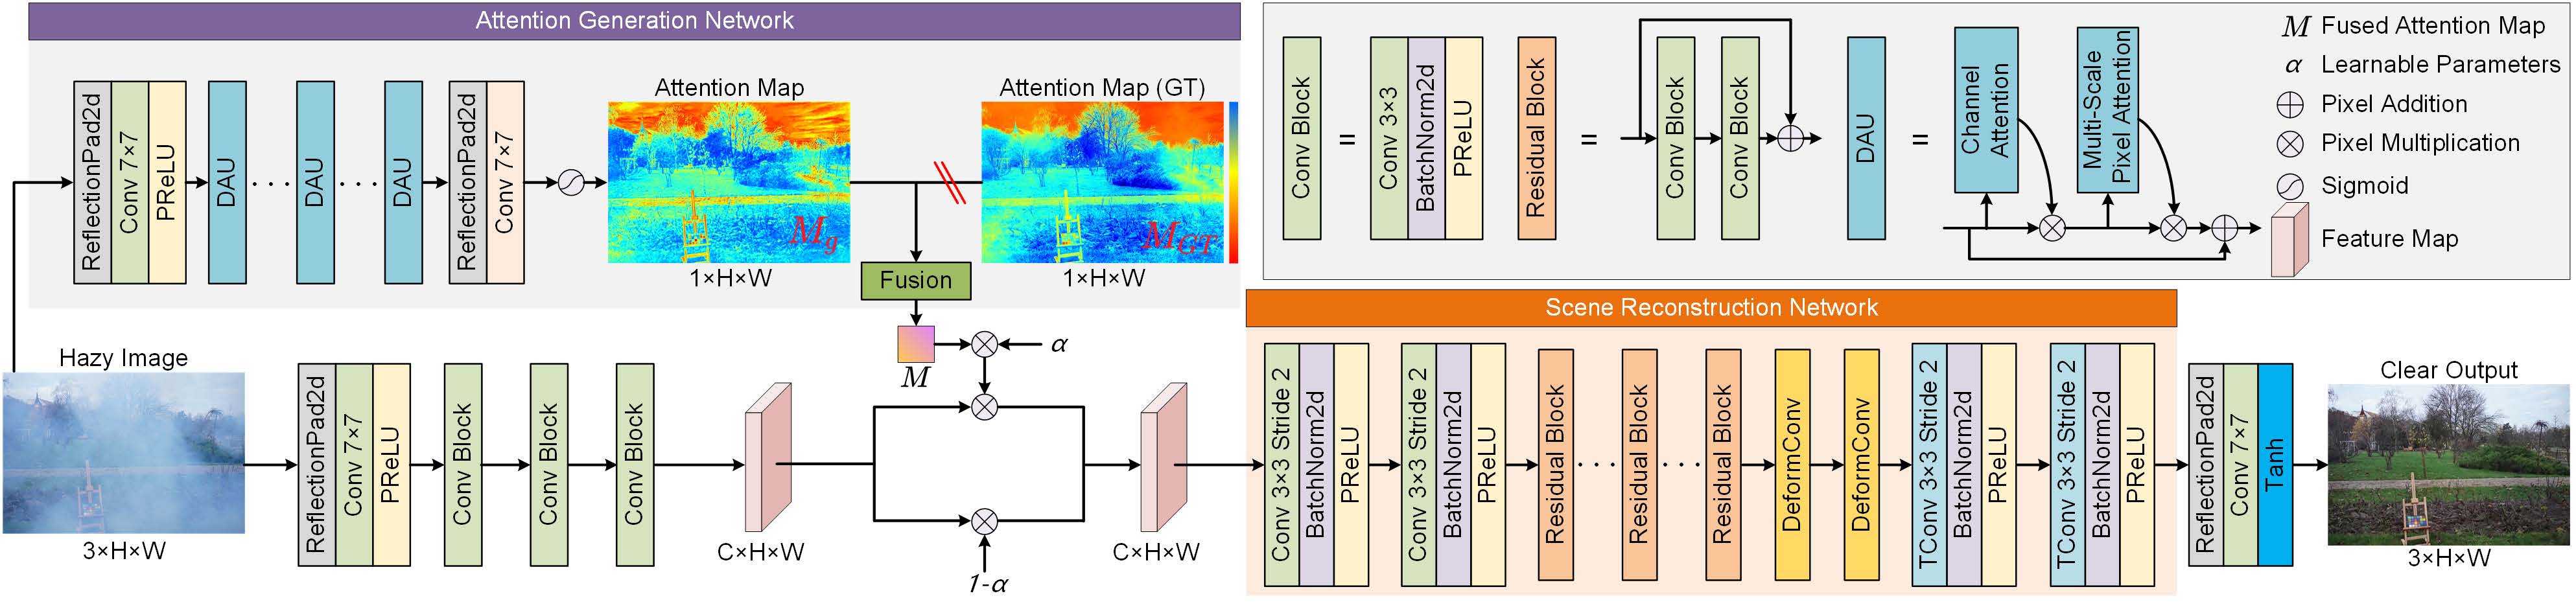 Attention Generation Network
ReflectionPad2d
Conv 7×7
PReLU
DAU
· · ·
DAU
· · ·
DAU
ReflectionPad2d
Conv 7×7
Attention Map
M_g
1×H×W
Attention Map (GT)
M_GT
1×H×W
Fusion
M
α
Conv Block
=
Conv 3×3
BatchNorm2d
PReLU
Residual Block
=
Conv Block
Conv Block
DAU
=
Channel
Attention
Multi-Scale
Pixel Attention
M Fused Attention Map
α Learnable Parameters
Pixel Addition
Pixel Multiplication
Sigmoid
Feature Map
Hazy Image
3×H×W
ReflectionPad2d
Conv 7×7
PReLU
Conv Block
Conv Block
Conv Block
C×H×W
1-α
C×H×W
Scene Reconstruction Network
Conv 3×3 Stride 2
BatchNorm2d
PReLU
Conv 3×3 Stride 2
BatchNorm2d
PReLU
Residual Block
· · ·
Residual Block
· · ·
Residual Block
DeformConv
DeformConv
TConv 3×3 Stride 2
BatchNorm2d
PReLU
TConv 3×3 Stride 2
BatchNorm2d
PReLU
ReflectionPad2d
Conv 7×7
Tanh
Clear Output
3×H×W